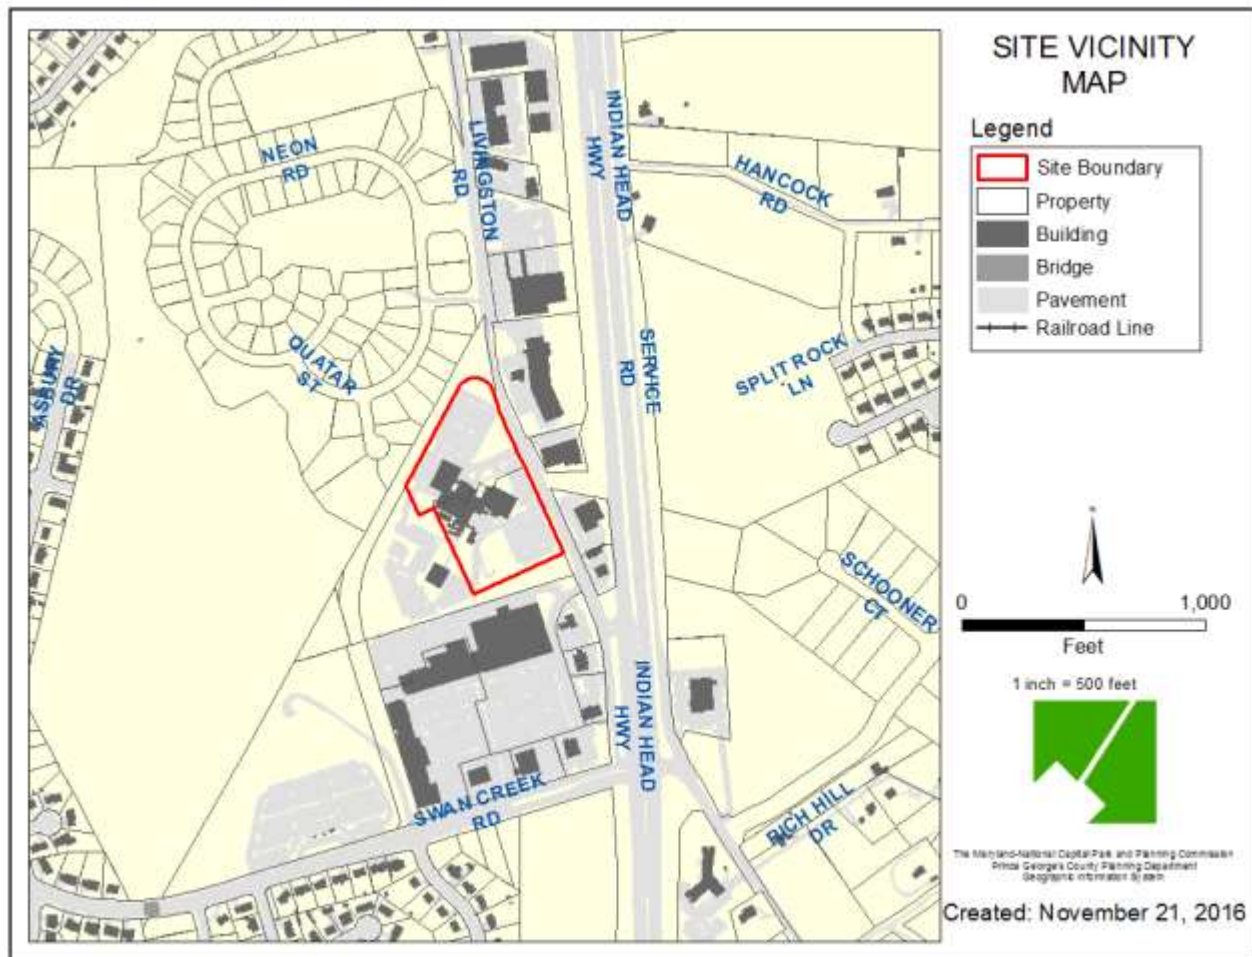 SITE VICINITY
MAP
Legend
Site Boundary
Property
Building
Bridge
Pavement
Railroad Line
0 1,000
Feet
1 inch = 500 feet
The Maryland-National Capital Park and Planning Commission
Prince George's County Planning Department
Geographic Information System
Created: November 21, 2016
NEON
RD
LIVINGSTON
RD
INDIAN HEAD
HWY
HANCOCK
RD
QUATAR
ST
ASBURY
DR
SERVICE
RD
SPLIT ROCK
LN
SCHOONER
CT
INDIAN HEAD
HWY
SWAN CREEK
RD
RICH HILL
DR